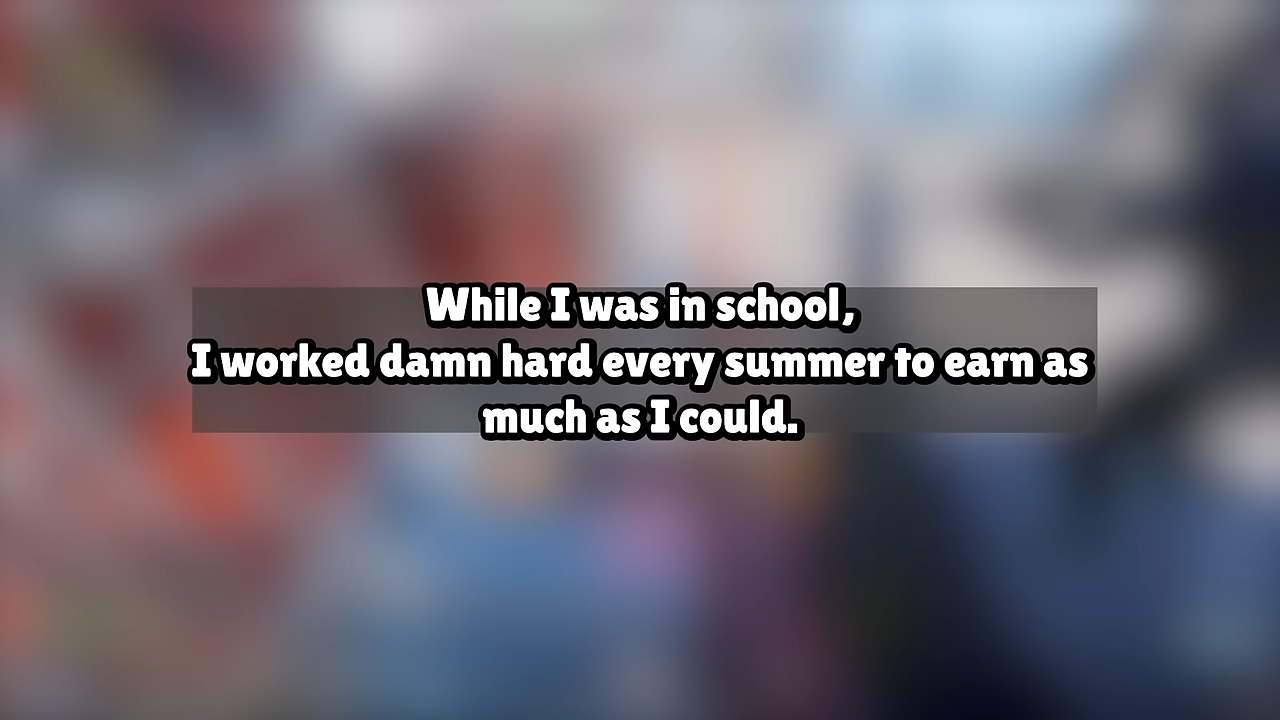 While I was in school,
I worked damn hard every summer to earn as
much as I could.